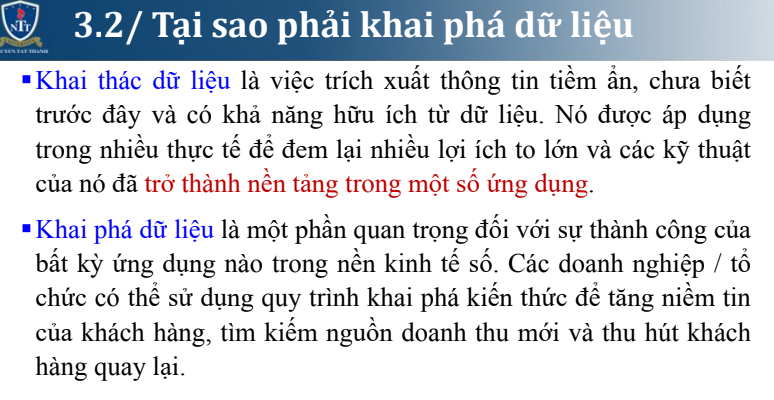 NTT
3.2/ Tại sao phải khai phá dữ liệu
UYEN TAT THANH
▪Khai thác dữ liệu là việc trích xuất thông tin tiềm ẩn, chưa biết
trước đây và có khả năng hữu ích từ dữ liệu. Nó được áp dụng
trong nhiều thực tế để đem lại nhiều lợi ích to lớn và các kỹ thuật
của nó đã trở thành nền tảng trong một số ứng dụng.
▪Khai phá dữ liệu là một phần quan trọng đối với sự thành công của
bất kỳ ứng dụng nào trong nền kinh tế số. Các doanh nghiệp / tổ
chức có thể sử dụng quy trình khai phá kiến thức để tăng niềm tin
của khách hàng, tìm kiếm nguồn doanh thu mới và thu hút khách
hàng quay lại.